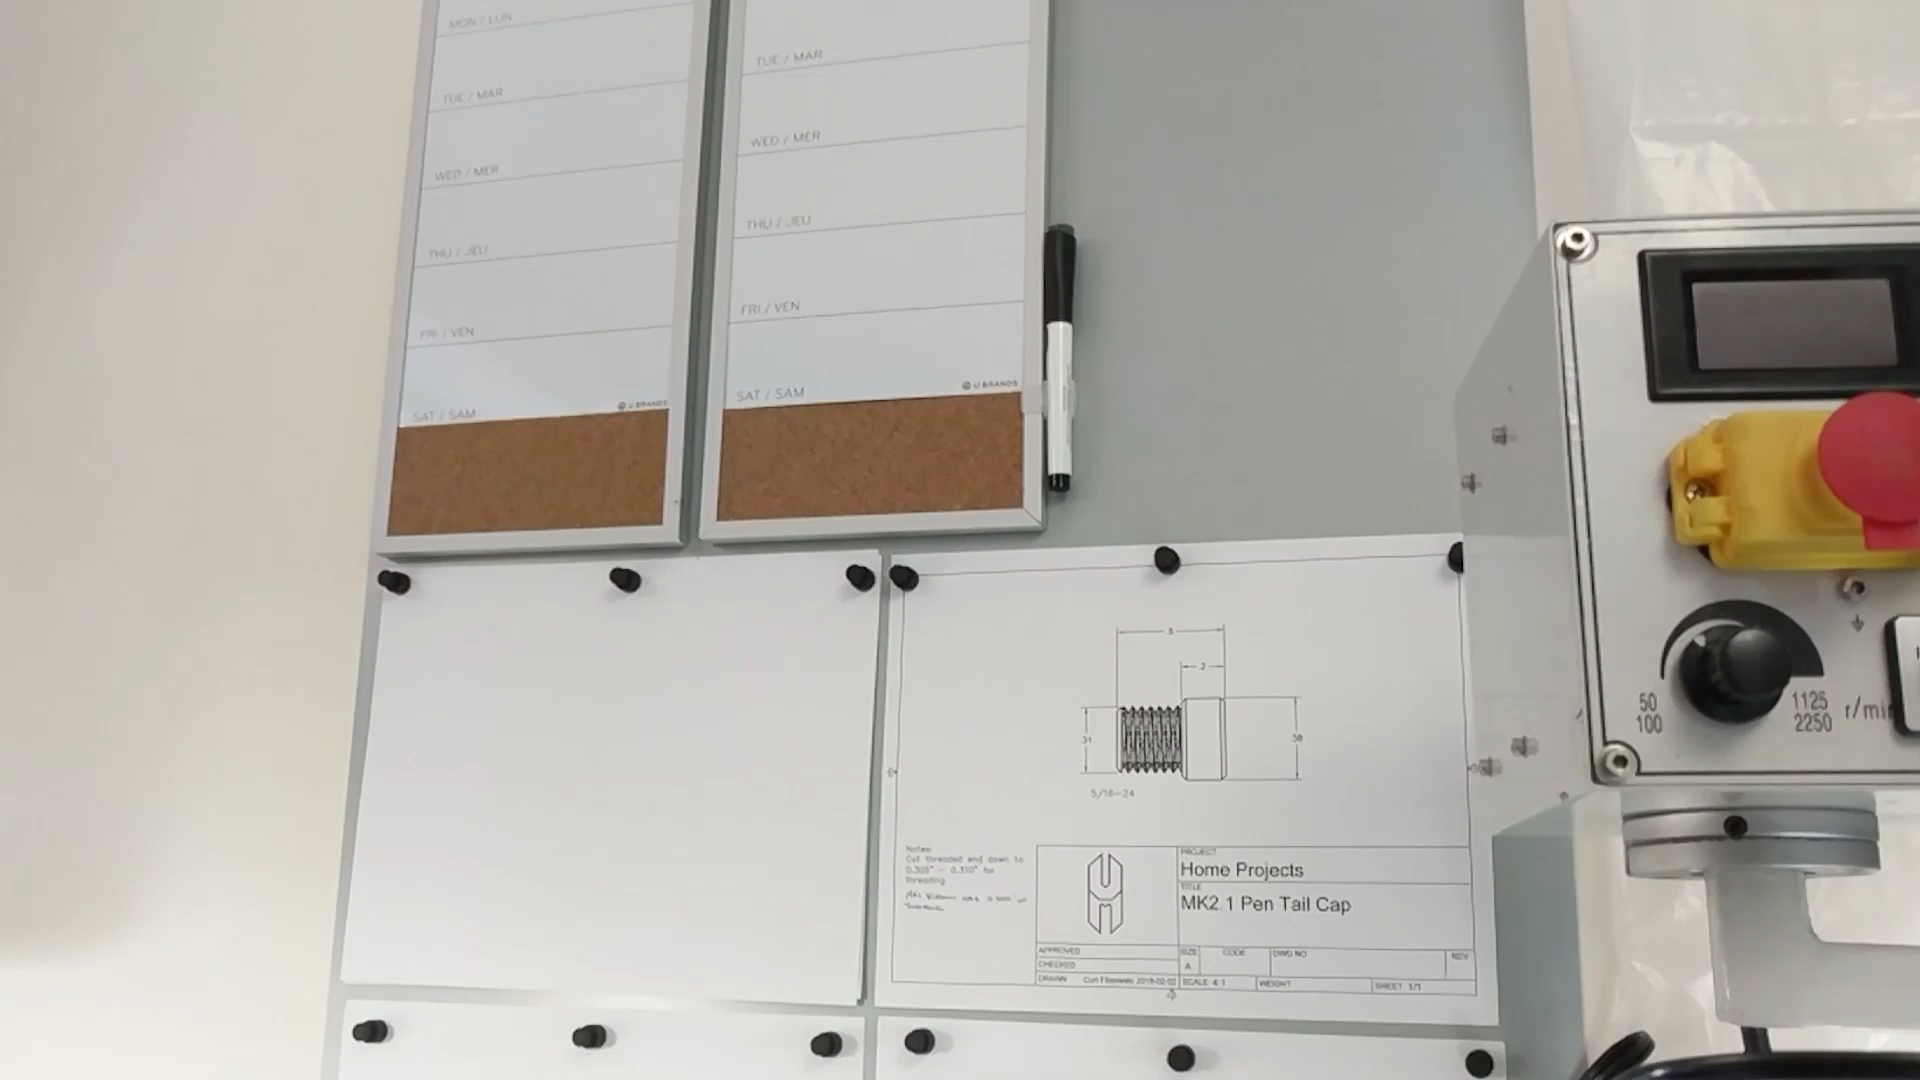 MON / LUN
TUE / MAR
WED / MER
THU / JEU
FRI / VEN
SAT / SAM
U BRANDS
TUE / MAR
WED / MER
THU / JEU
FRI / VEN
SAT / SAM
U BRANDS
.5
.2
.31
.38
5/16-24
Notes:
Cut threaded end down to
0.305" - 0.310" for
threading
PROJECT
Home Projects
TITLE
MK2.1 Pen Tail Cap
APPROVED
CHECKED
DRAWN
SIZE
A
CODE
DWG NO
REV
SCALE 4:1
WEIGHT
SHEET 1/1
50
100
1125
2250
r/min